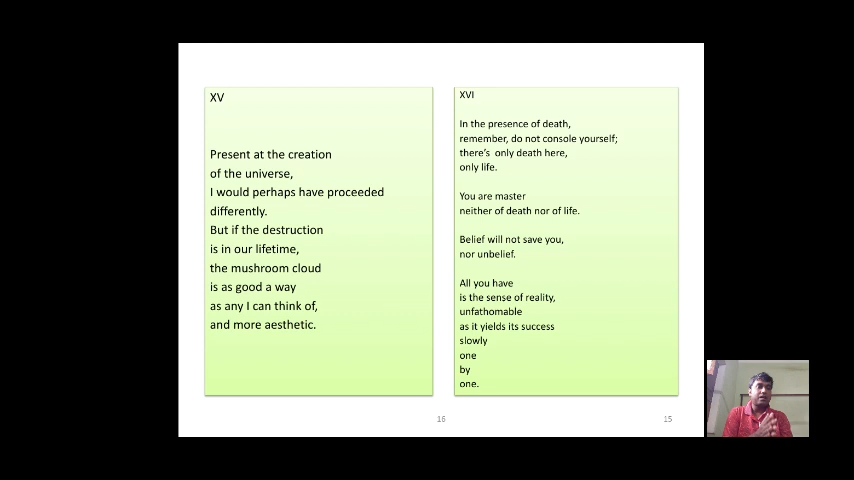 XV
Present at the creation
of the universe,
I would perhaps have proceeded
differently.
But if the destruction
is in our lifetime,
the mushroom cloud
is as good a way
as any I can think of,
and more aesthetic.
XVI
In the presence of death,
remember, do not console yourself;
there's  only death here,
only life.
You are master
neither of death nor of life.
Belief will not save you,
nor unbelief.
All you have
is the sense of reality,
unfathomable
as it yields its success
slowly
one
by
one.
16
15